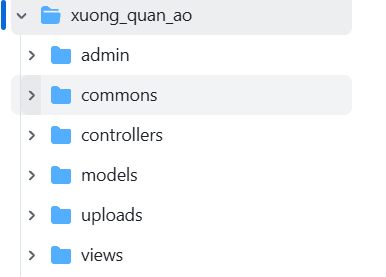 xuong_quan_ao
admin
commons
controllers
models
uploads
views